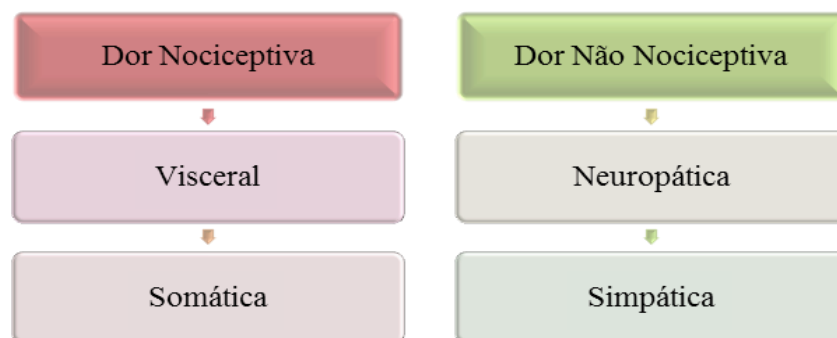 Dor Nociceptiva
Visceral
Somática
Dor Não Nociceptiva
Neuropática
Simpática